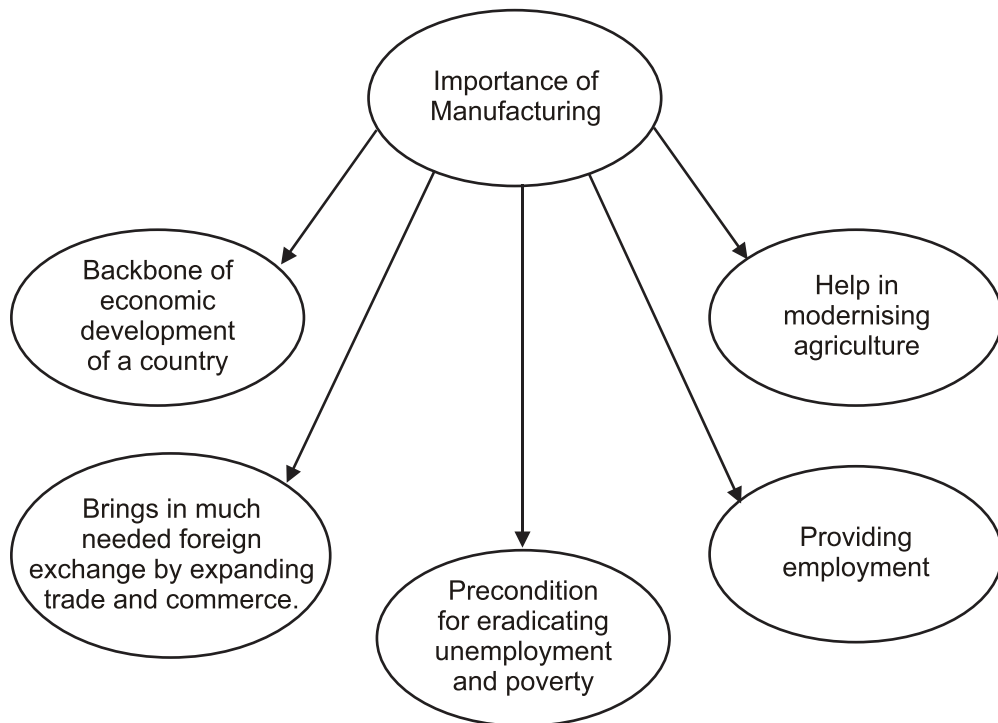 Importance of
Manufacturing
Backbone of
economic
development
of a country
Help in
modernising
agriculture
Brings in much
needed foreign
exchange by expanding
trade and commerce.
Precondition
for eradicating
unemployment
and poverty
Providing
employment